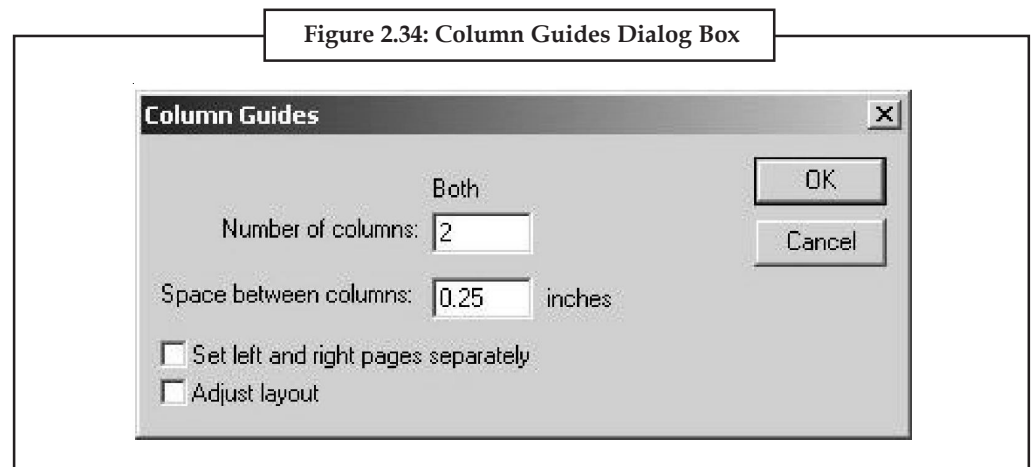 Figure 2.34: Column Guides Dialog Box
Column Guides
Both
OK
Number of columns: 2
Cancel
Space between columns: 0.25 inches
Set left and right pages separately
Adjust layout